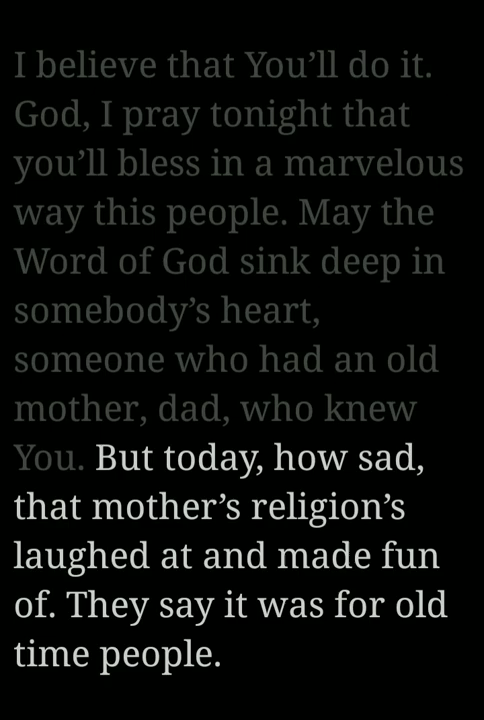 I believe that You’ll do it.
God, I pray tonight that
you’ll bless in a marvelous
way this people. May the
Word of God sink deep in
somebody’s heart,
someone who had an old
mother, dad, who knew
You. But today, how sad,
that mother’s religion’s
laughed at and made fun
of. They say it was for old
time people.